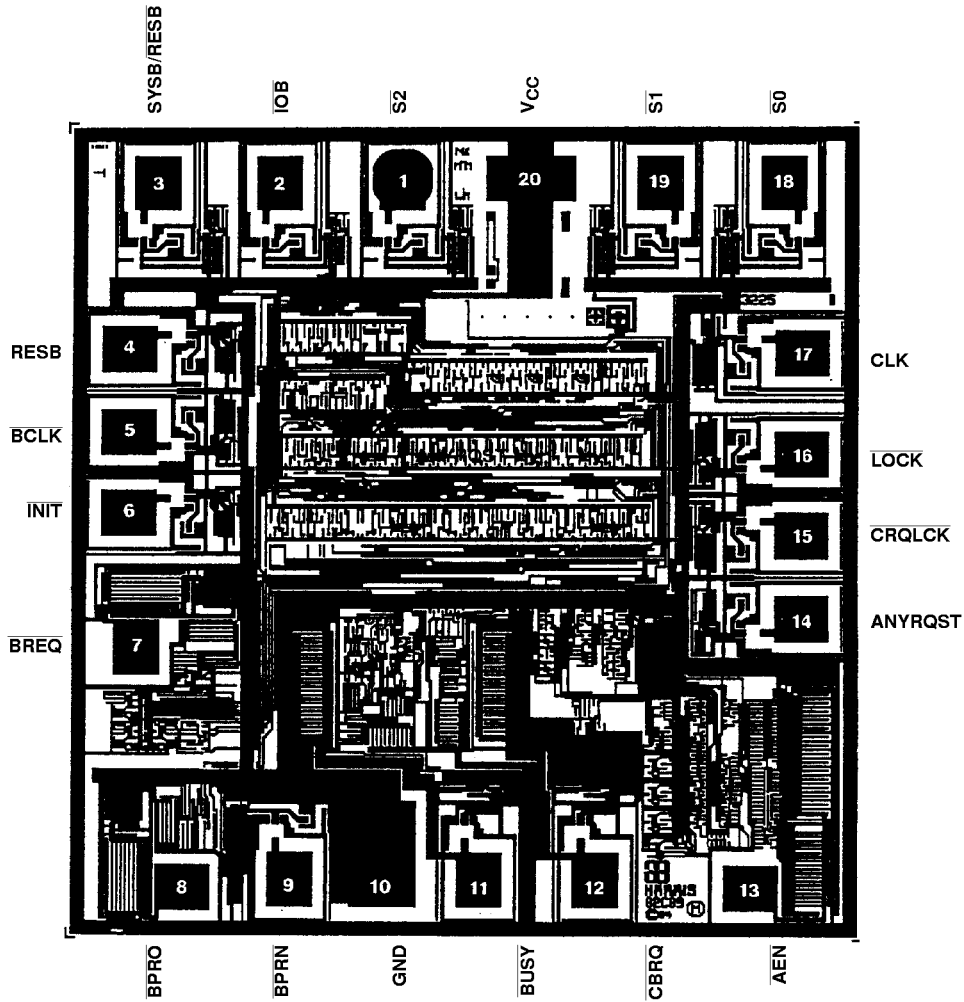 SYSB/RESB
IOB
S2
VCC
S1
S0
3
2
1
20
19
18
3225
RESB
4
17
CLK
BCLK
5
16
LOCK
INIT
6
15
CRQLCK
BREQ
7
14
ANYRQST
8
9
10
11
12
13
HARRIS
82C89
BPRO
BPRN
GND
BUSY
CBRQ
AEN